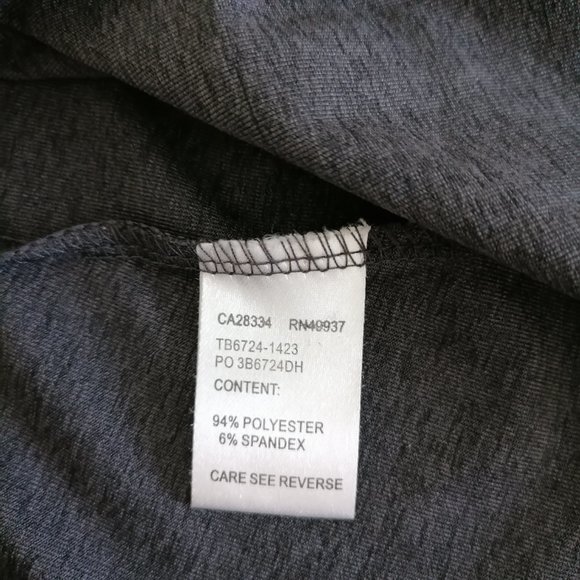 CA28334 RN49937
TB6724-1423
PO 3B6724DH
CONTENT:
94% POLYESTER
6% SPANDEX
CARE SEE REVERSE